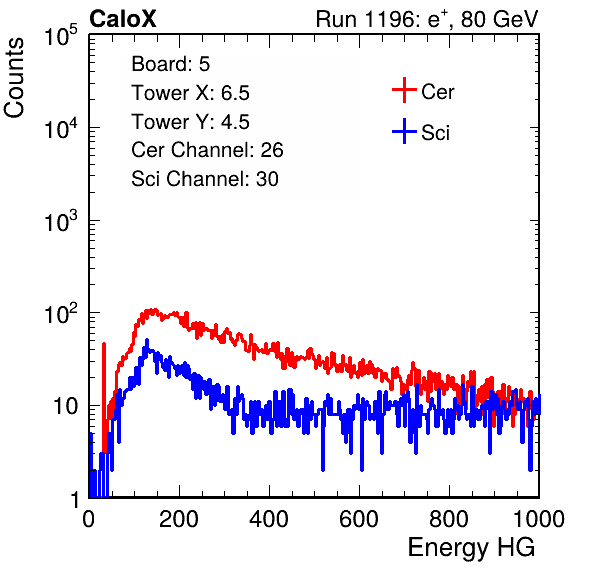 CaloX
Run 1196: e+, 80 GeV
Counts
Board: 5
Tower X: 6.5
Tower Y: 4.5
Cer Channel: 26
Sci Channel: 30
Cer
Sci
10^5
10^4
10^3
10^2
10
1
0 200 400 600 800 1000
Energy HG